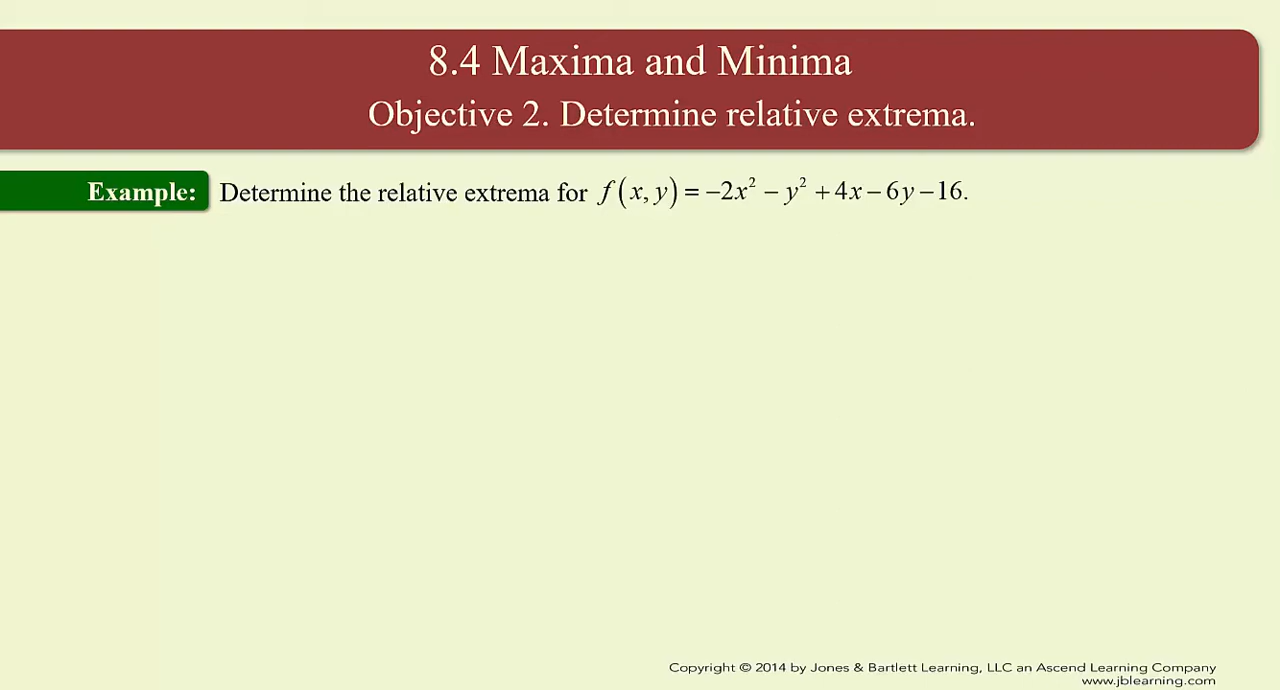 8.4 Maxima and Minima
Objective 2. Determine relative extrema.
Example: Determine the relative extrema for f(x, y) = −2x² − y² + 4x − 6y − 16.
Copyright © 2014 by Jones & Bartlett Learning, LLC an Ascend Learning Company
www.jblearning.com